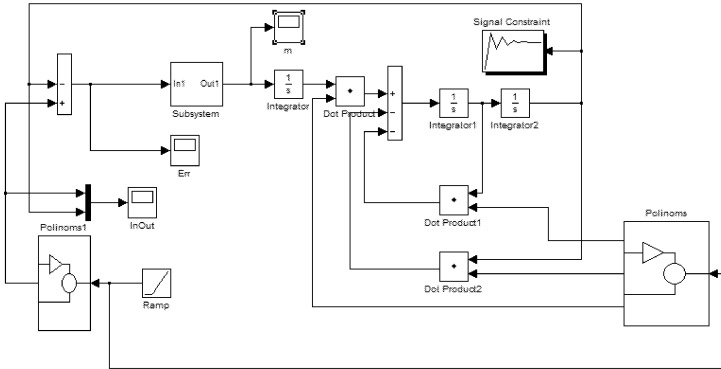 Signal Constraint
m
In1 Out1
Subsystem
1
s
Integrator
Dot Product
1
s
Integrator1
1
s
Integrator2
Err
InOut
Dot Product1
Polinoms
Polinoms1
Dot Product2
Ramp